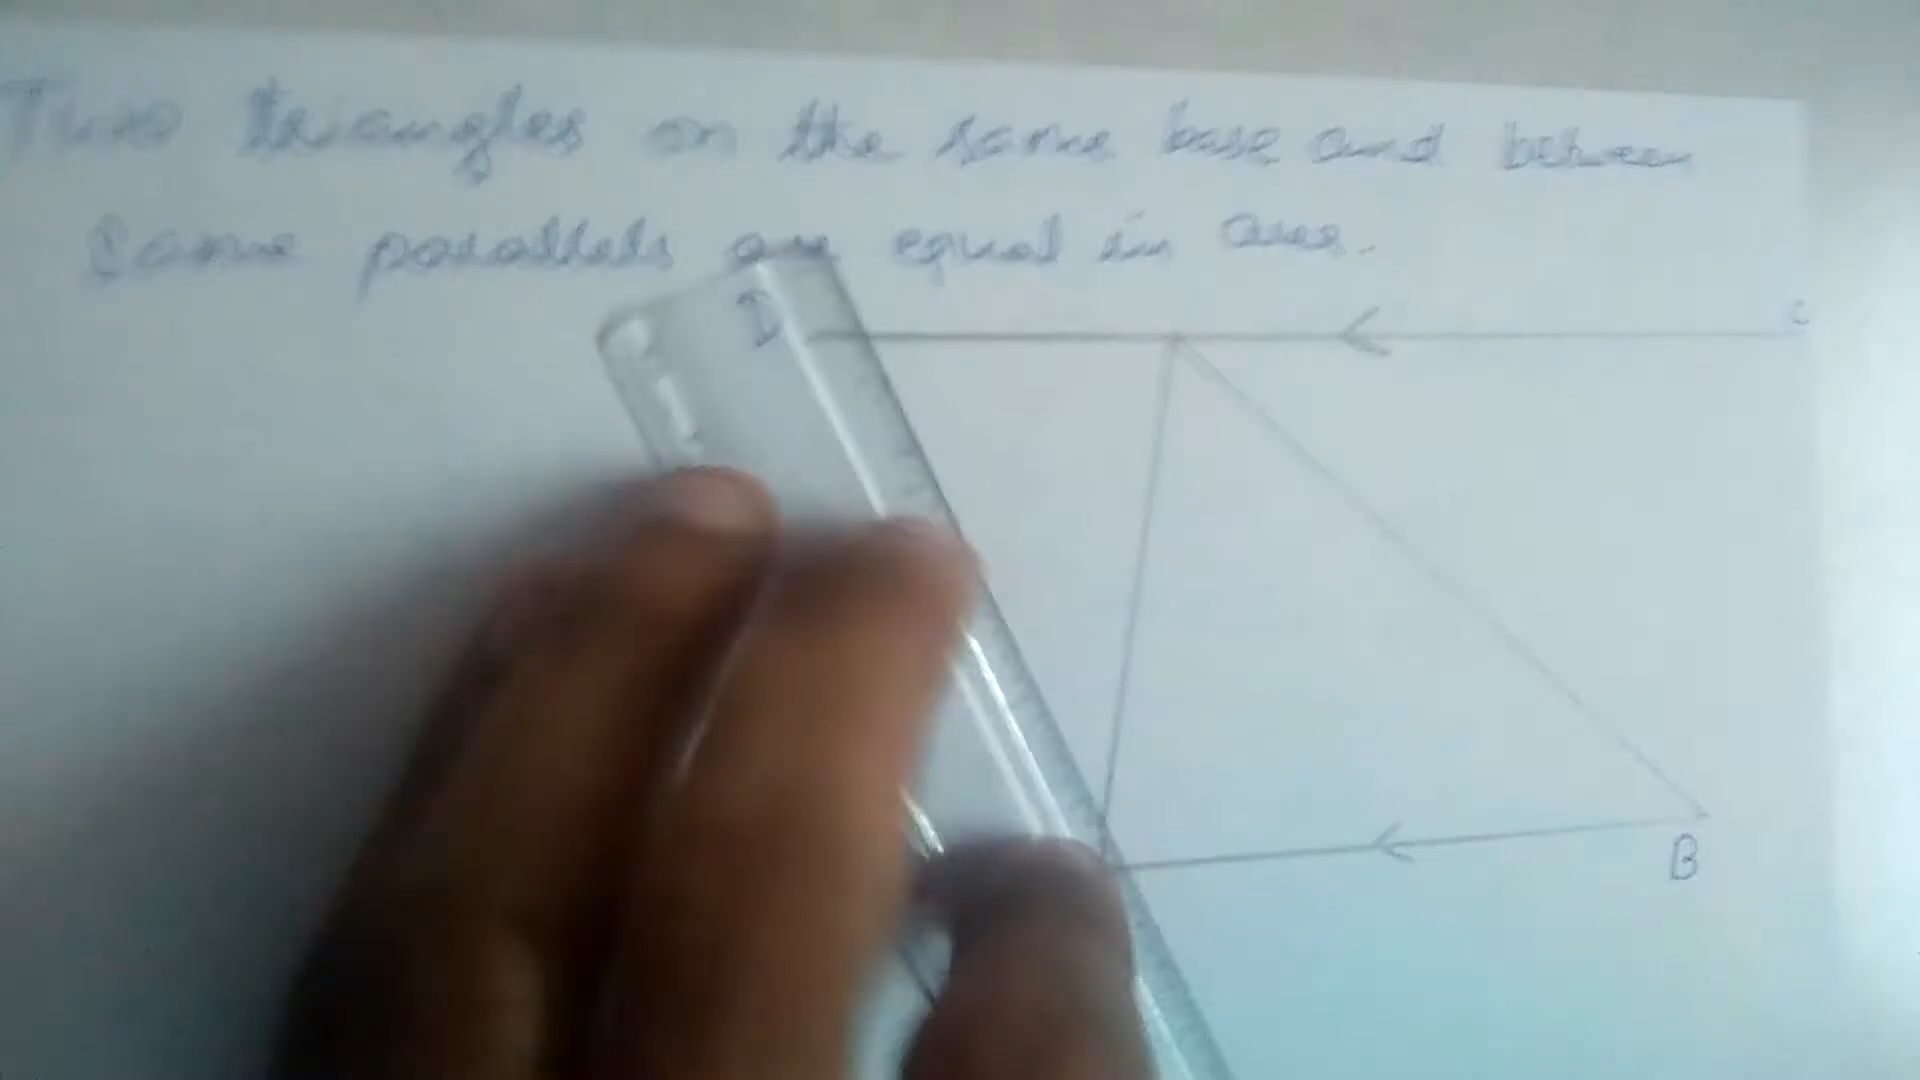 Two triangles on the same base and between
same parallels are equal in area.
D
C
B